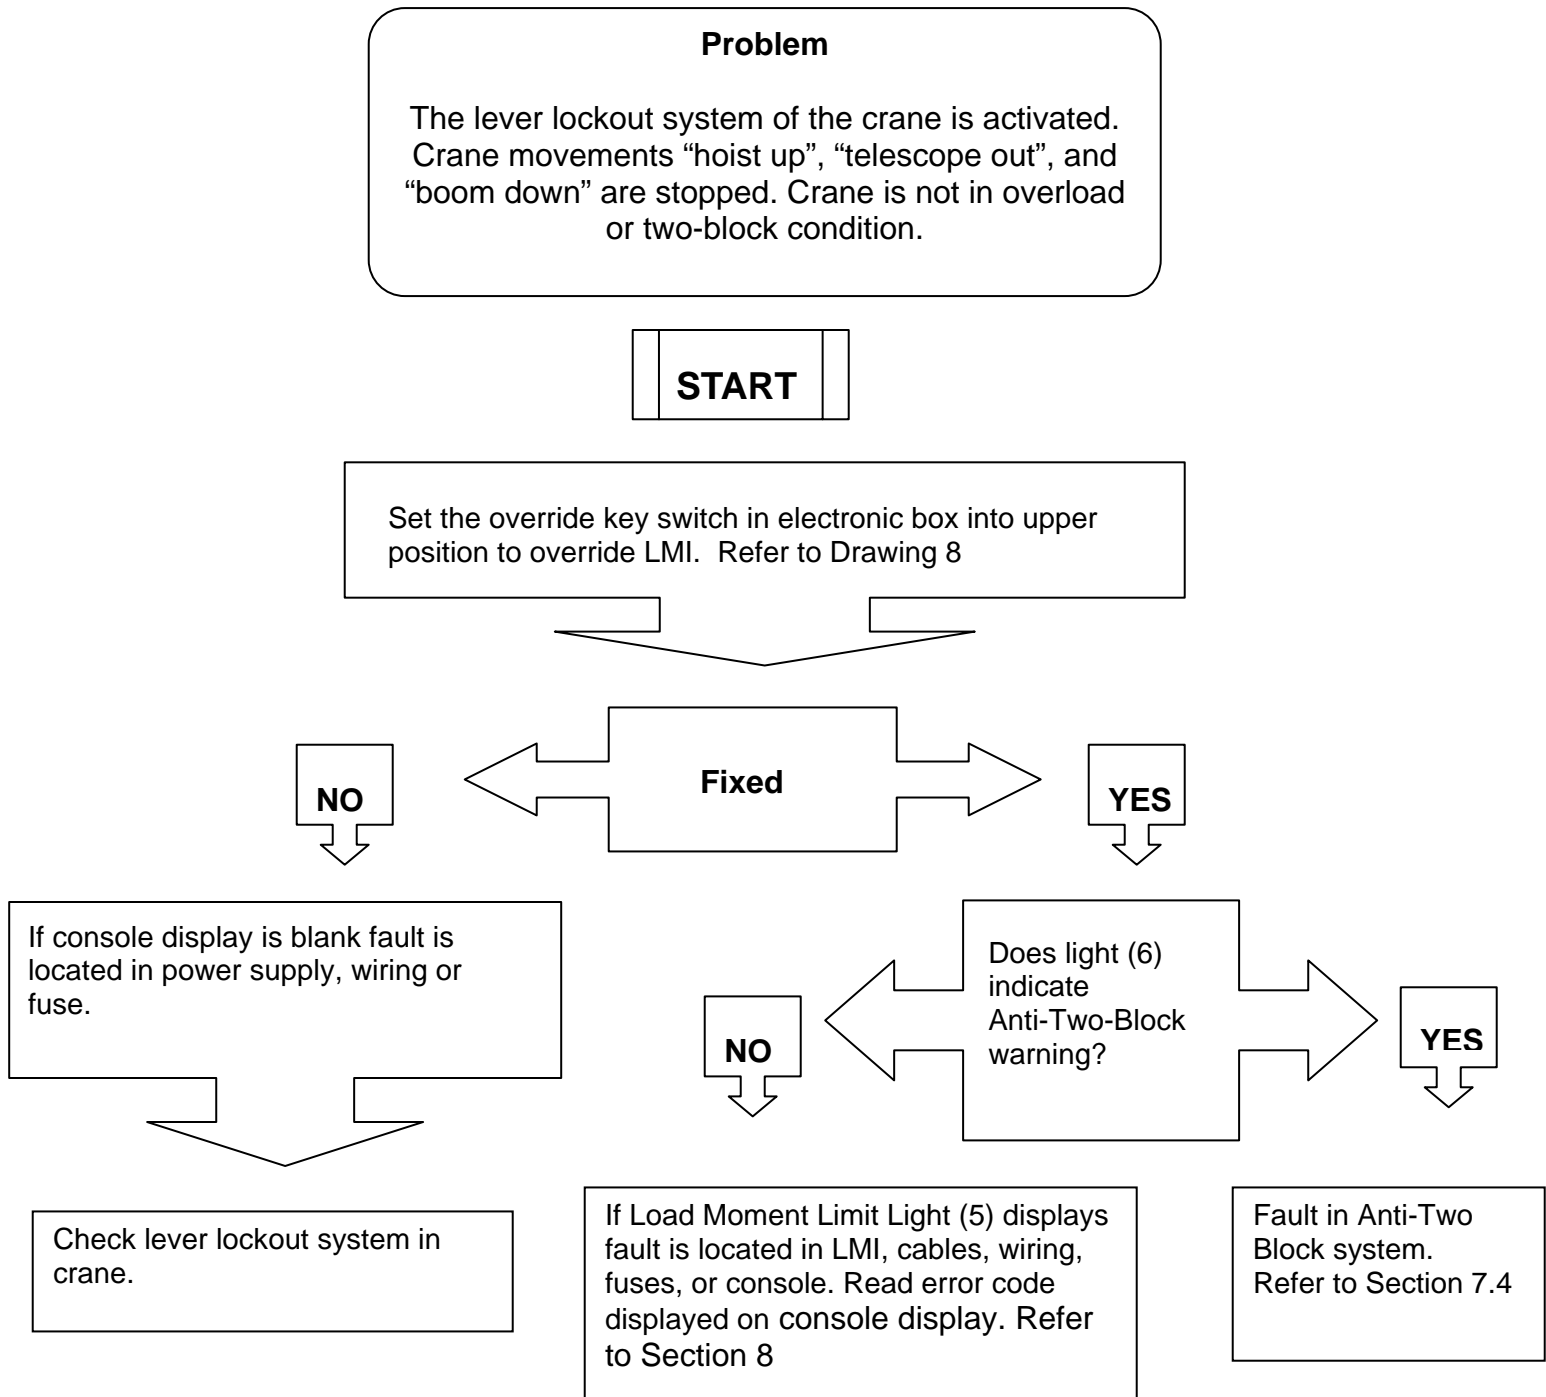 Problem
The lever lockout system of the crane is activated.
Crane movements “hoist up”, “telescope out”, and
“boom down” are stopped. Crane is not in overload
or two-block condition.
START
Set the override key switch in electronic box into upper
position to override LMI.  Refer to Drawing 8
Fixed
NO
YES
If console display is blank fault is
located in power supply, wiring or
fuse.
Does light (6)
indicate
Anti-Two-Block
warning?
NO
YES
Check lever lockout system in
crane.
If Load Moment Limit Light (5) displays
fault is located in LMI, cables, wiring,
fuses, or console. Read error code
displayed on console display. Refer
to Section 8
Fault in Anti-Two
Block system.
Refer to Section 7.4